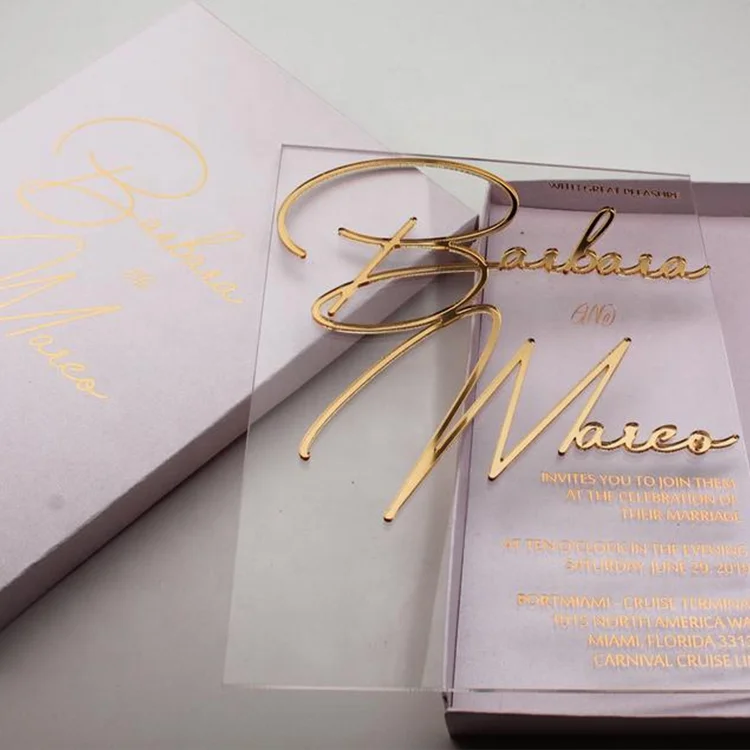 Barbara
AND
Marco
WITH GREAT PLEASURE
Barbara
AND
Marco
INVITES YOU TO JOIN THEM
AT THE CELEBRATION OF
THEIR MARRIAGE
AT TEN O'CLOCK IN THE EVENING
SATURDAY JUNE 29, 2019
PORTMIAMI - CRUISE TERMINA
1015 NORTH AMERICA WA
MIAMI, FLORIDA 3313
CARNIVAL CRUISE LI